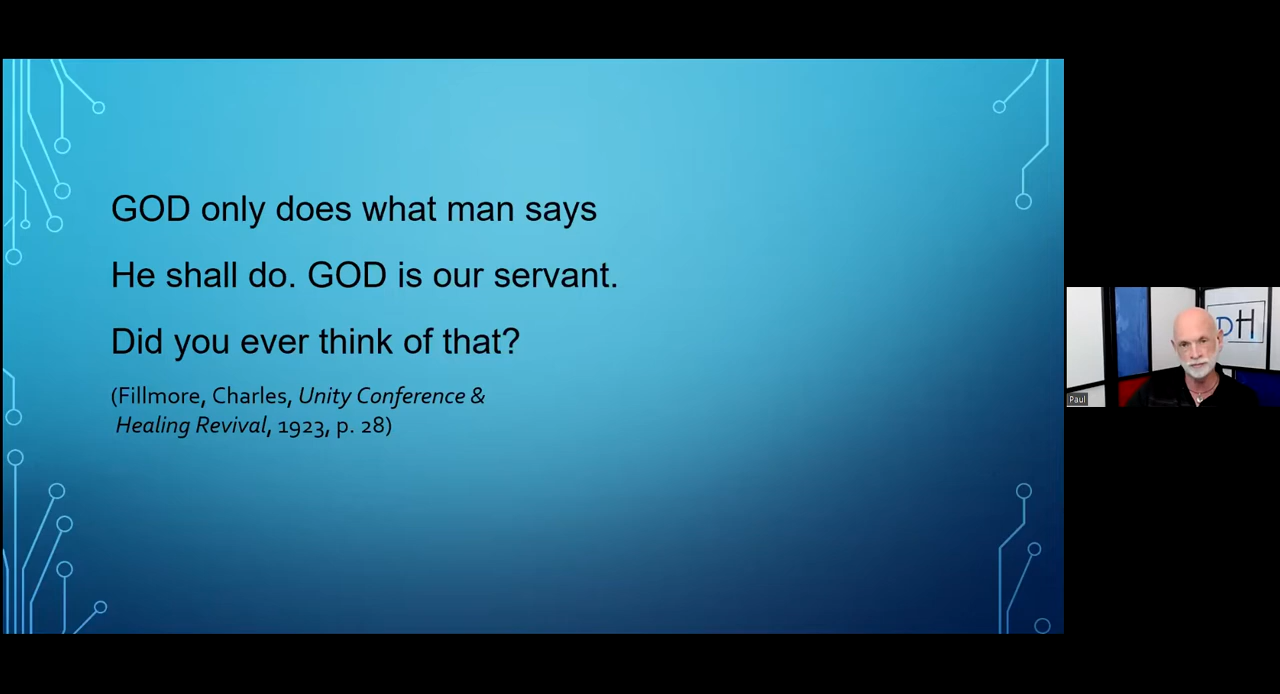 GOD only does what man says
He shall do. GOD is our servant.
Did you ever think of that?
(Fillmore, Charles, Unity Conference &
Healing Revival, 1923, p. 28)
DH
Paul